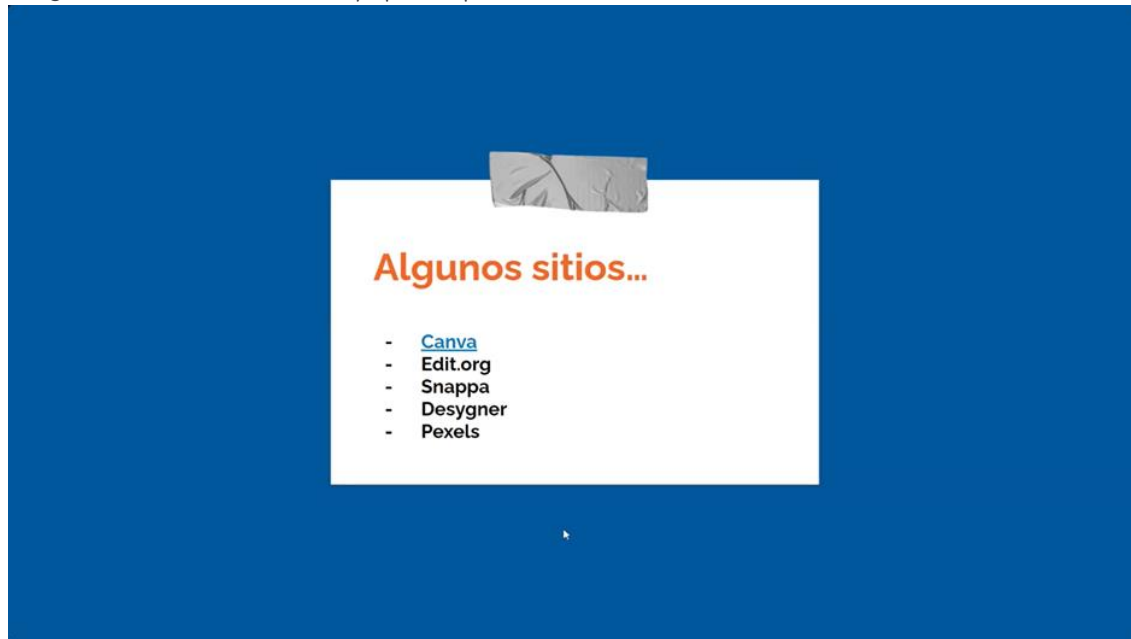 Algunos sitios...
- Canva
- Edit.org
- Snappa
- Desygner
- Pexels